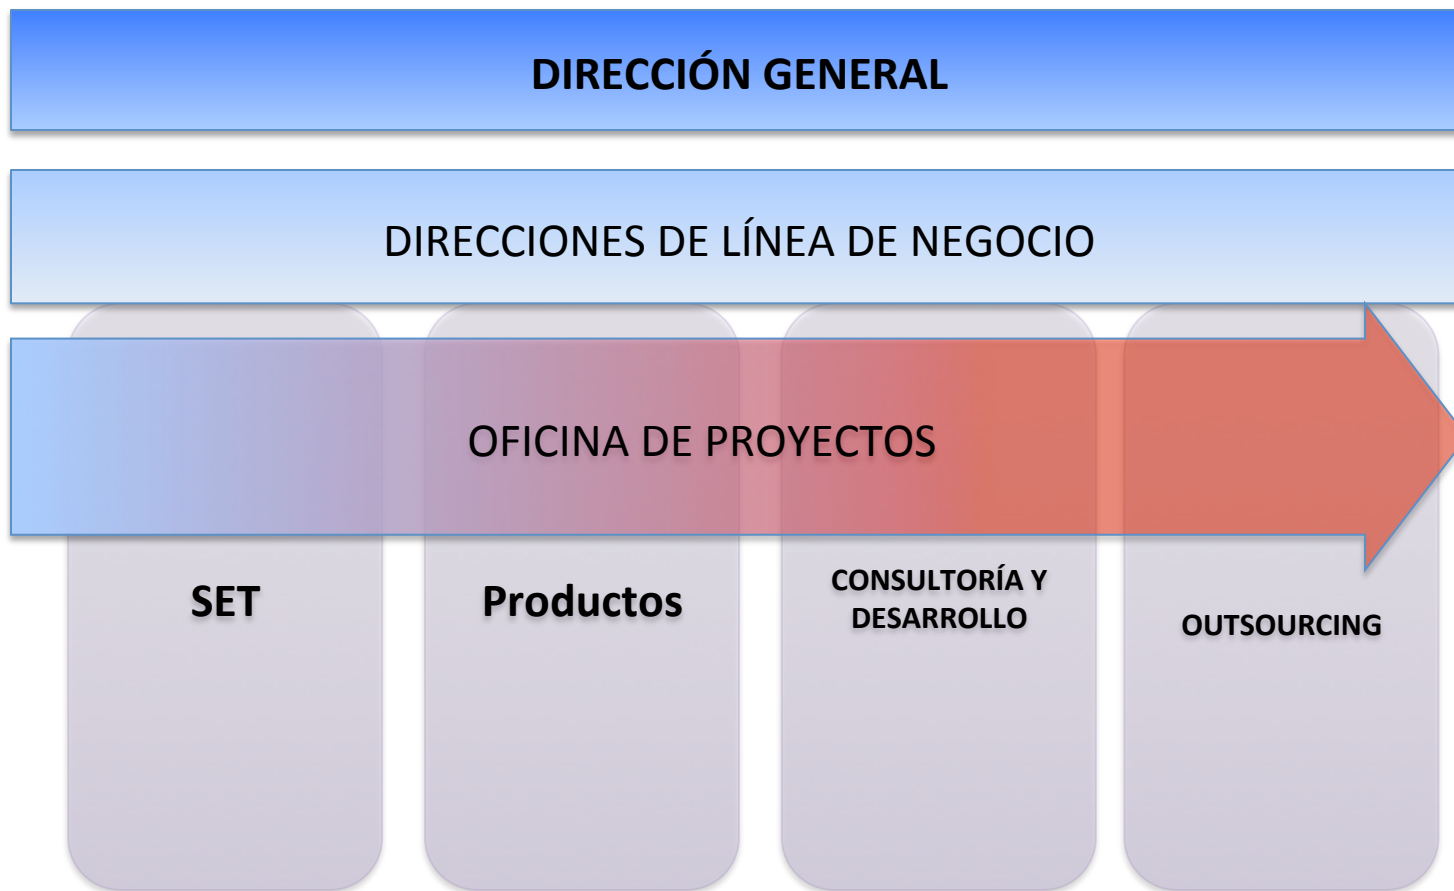 DIRECCIÓN GENERAL
DIRECCIONES DE LÍNEA DE NEGOCIO
OFICINA DE PROYECTOS
SET
Productos
CONSULTORÍA Y
DESARROLLO
OUTSOURCING